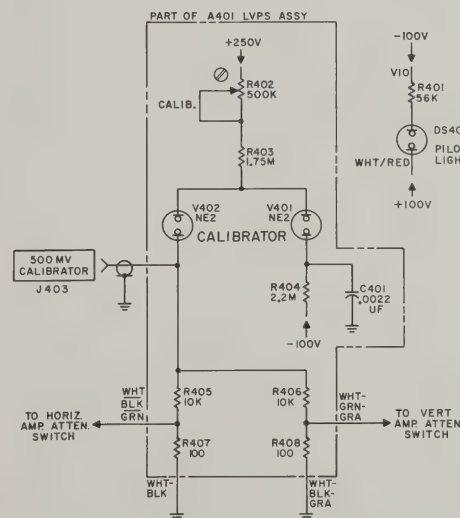 PART OF A401 LVPS ASSY
+250V
R402
500K
CALIB.
R403
1.75M
V402
NE2
V401
NE2
CALIBRATOR
500 MV
CALIBRATOR
J403
R404
2.2M
-100V
C401
.0022
UF
WHT
BLK
GRN
R405
10K
R406
10K
WHT-
GRN-
GRA
TO HORIZ.
AMP. ATTEN.
SWITCH
TO VERT
AMP. ATTEN.
SWITCH
R407
100
R408
100
WHT-
BLK
WHT-
BLK-
GRA
-100V
V10
R401
56K
DS40
PILO
LIGH
WHT/RED
+100V